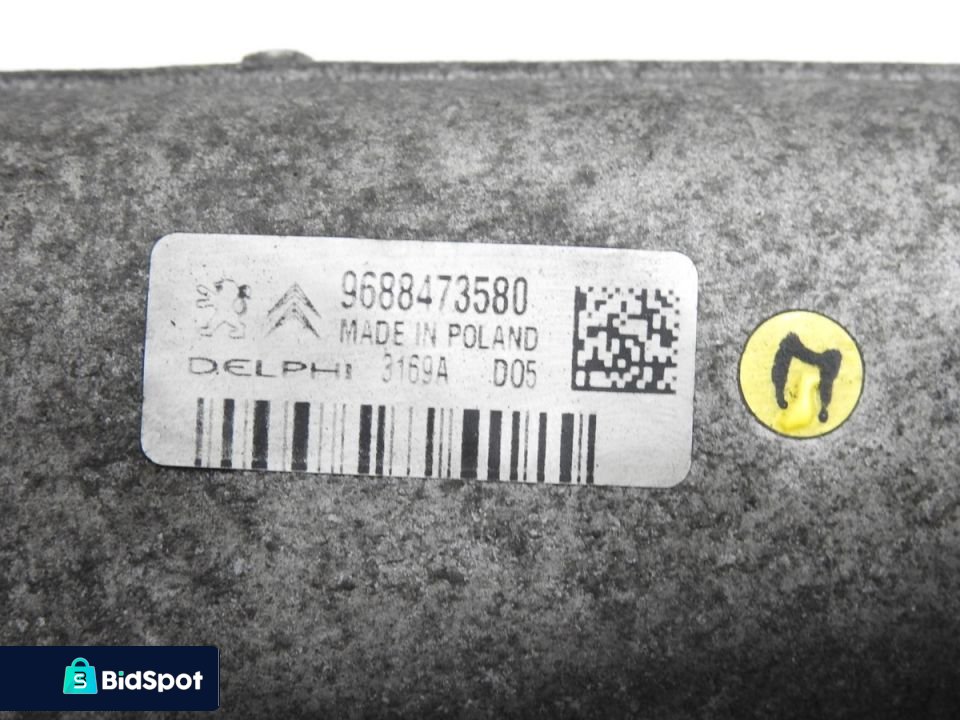 9688473580
MADE IN POLAND
DELPHI 3169A D05
BidSpot